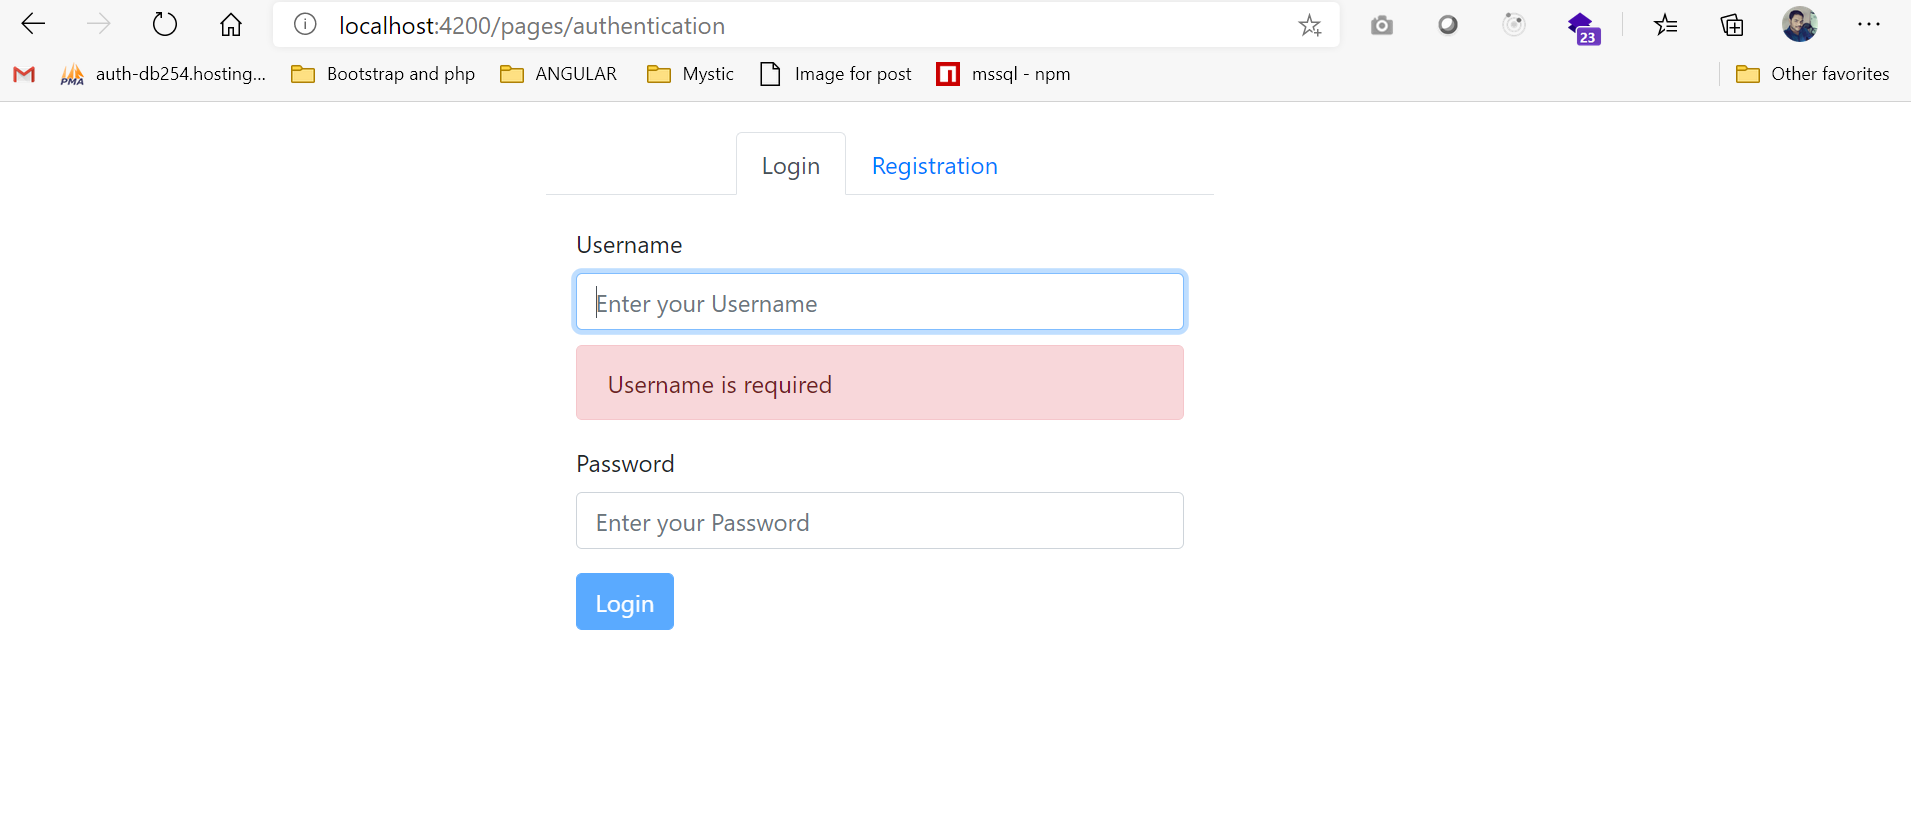 localhost:4200/pages/authentication
23
PMA auth-db254.hosting... Bootstrap and php ANGULAR Mystic Image for post mssql - npm Other favorites
Login Registration
Username
Enter your Username
Username is required
Password
Enter your Password
Login